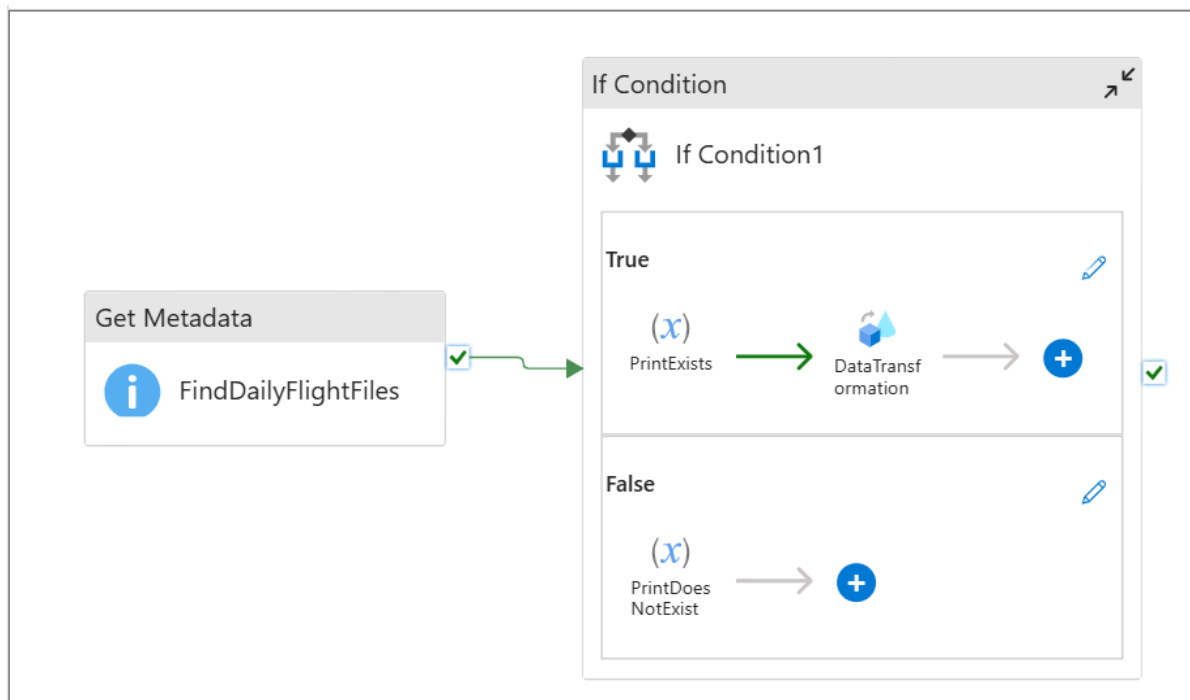 If Condition
If Condition1
True
(x)
PrintExists
DataTransf
ormation
Get Metadata
i
FindDailyFlightFiles
False
(x)
PrintDoes
NotExist